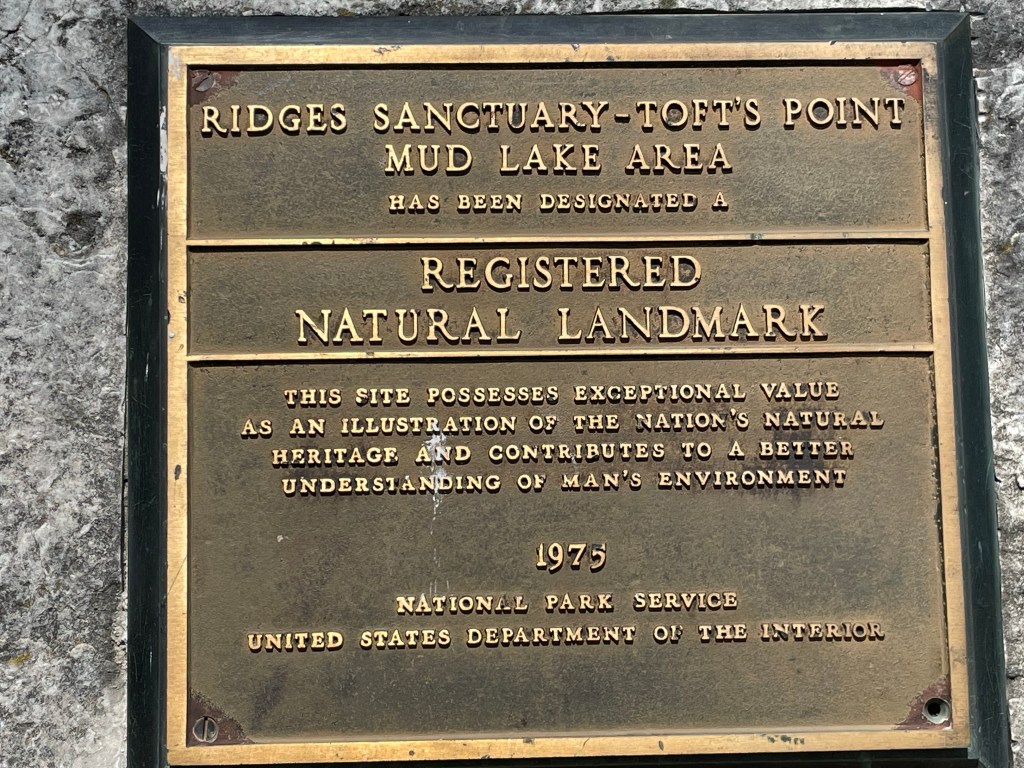 RIDGES SANCTUARY-TOFT'S POINT
MUD LAKE AREA
HAS BEEN DESIGNATED A
REGISTERED
NATURAL LANDMARK
THIS SITE POSSESSES EXCEPTIONAL VALUE
AS AN ILLUSTRATION OF THE NATION'S NATURAL
HERITAGE AND CONTRIBUTES TO A BETTER
UNDERSTANDING OF MAN'S ENVIRONMENT
1975
NATIONAL PARK SERVICE
UNITED STATES DEPARTMENT OF THE INTERIOR